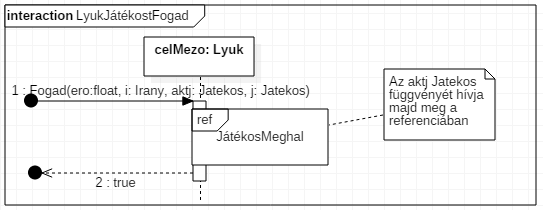 interaction LyukJátékostFogad
celMezo: Lyuk
1 : Fogad(ero:float, i: Irany, aktj: Jatekos, j: Jatekos)
Az aktj Jatekos
függvényét hívja
majd meg a
referenciában
ref
JátékosMeghal
2 : true